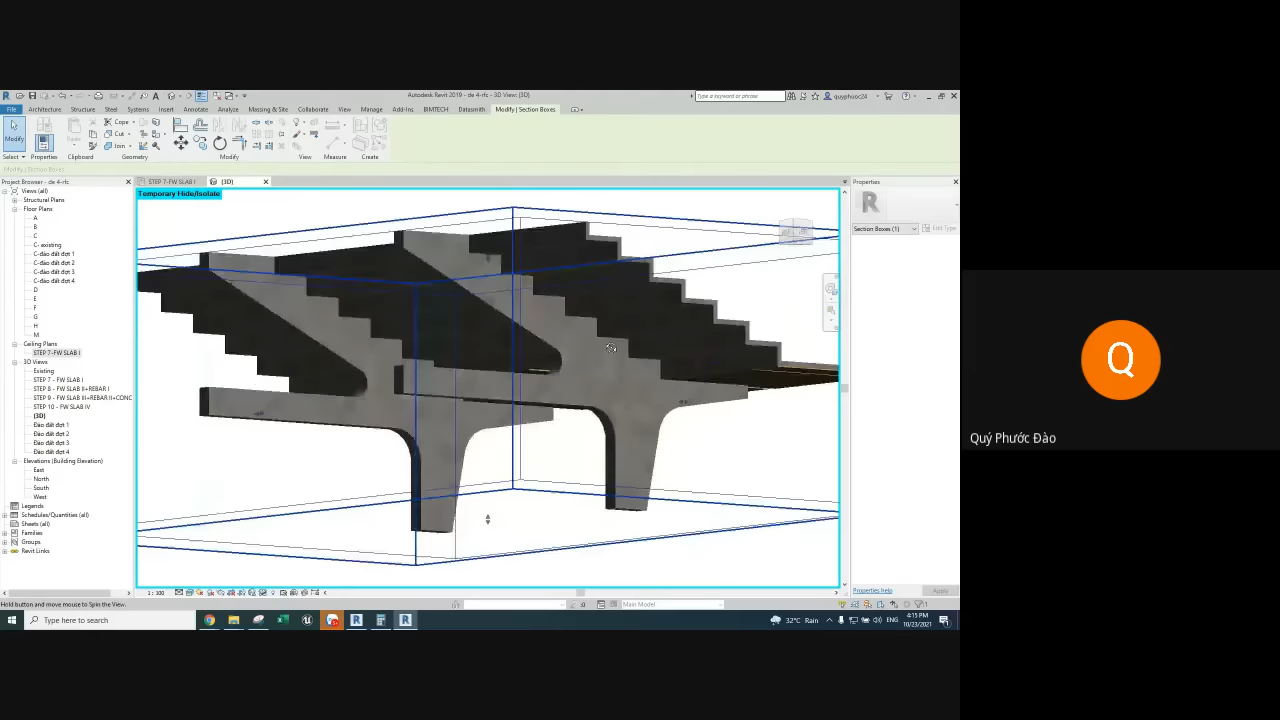 Autodesk Revit 2019 - de 4-rfc - 3D View: {3D}
Type a keyword or phrase
quyphuoc24
File
Architecture
Structure
Steel
Systems
Insert
Annotate
Analyze
Massing & Site
Collaborate
View
Manage
Add-Ins
BIMTECH
Datasmith
Modify | Section Boxes
Modify
Paste
Cope
Cut
Join
Select
Properties
Clipboard
Geometry
Modify
View
Measure
Create
Modify | Section Boxes
Project Browser - de 4-rfc
STEP 7-FW SLAB I
{3D}
Properties
Temporary Hide/Isolate
Views (all)
Structural Plans
Floor Plans
A
B
C
C- existing
C-đào đất đợt 1
C-đào đất đợt 2
C-đào đất đợt 3
C-đào đất đợt 4
D
E
F
G
H
M
Ceiling Plans
STEP 7-FW SLAB I
3D Views
Existing
STEP 7 - FW SLAB I
STEP 8 - FW SLAB II+REBAR I
STEP 9 - FW SLAB III+REBAR II+CONC
STEP 10 - FW SLAB IV
{3D}
Đào đất đợt 1
Đào đất đợt 2
Đào đất đợt 3
Đào đất đợt 4
Elevations (Building Elevation)
East
North
South
West
Legends
Schedules/Quantities (all)
Sheets (all)
Families
Groups
Revit Links
Section Boxes (1)
Edit Type
Q
Quý Phước Đào
1 : 100
Properties help
Apply
Hold button and move mouse to Spin the View.
:0
Main Model
:1
Type here to search
32°C Rain
ENG
4:15 PM
10/23/2021